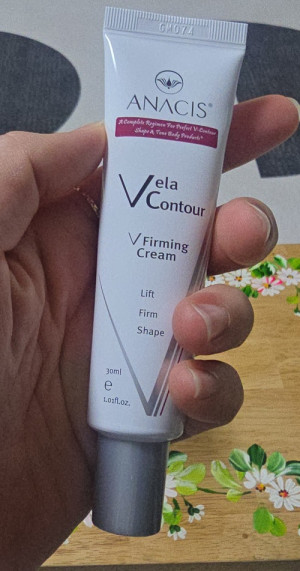 GM074
ANACIS®
A Complete Regimen For Perfect V-Contour
Shape & Tone Body Products*
Vela
Contour
V Firming
Cream
Lift
Firm
Shape
30ml
e
1.01fl.oz.